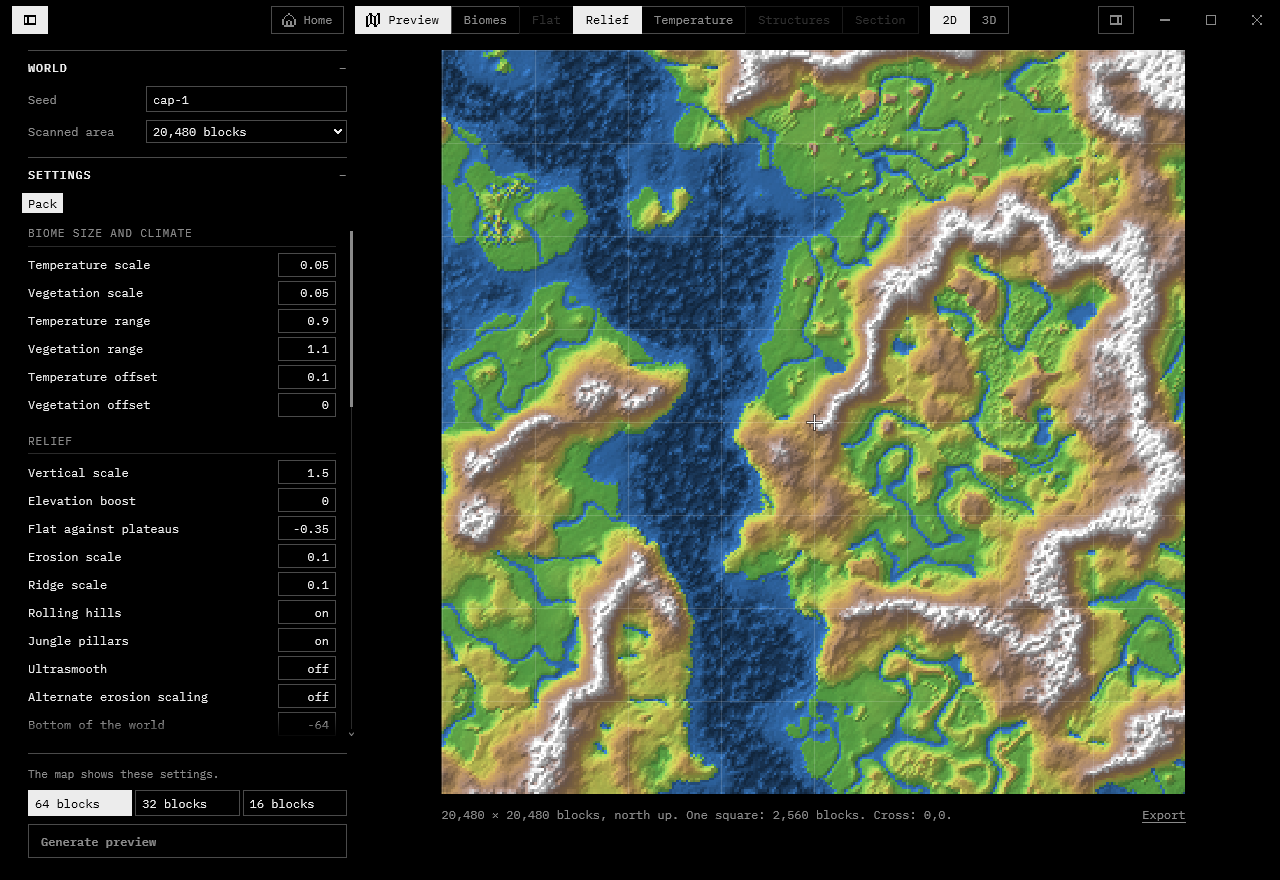 Home Preview Biomes Flat Relief Temperature Structures Section 2D 3D
WORLD −
Seed cap-1
Scanned area 20,480 blocks
SETTINGS −
Pack
BIOME SIZE AND CLIMATE
Temperature scale 0.05
Vegetation scale 0.05
Temperature range 0.9
Vegetation range 1.1
Temperature offset 0.1
Vegetation offset 0
RELIEF
Vertical scale 1.5
Elevation boost 0
Flat against plateaus -0.35
Erosion scale 0.1
Ridge scale 0.1
Rolling hills on
Jungle pillars on
Ultrasmooth off
Alternate erosion scaling off
Bottom of the world -64
The map shows these settings.
64 blocks 32 blocks 16 blocks
Generate preview
20,480 × 20,480 blocks, north up. One square: 2,560 blocks. Cross: 0,0. Export